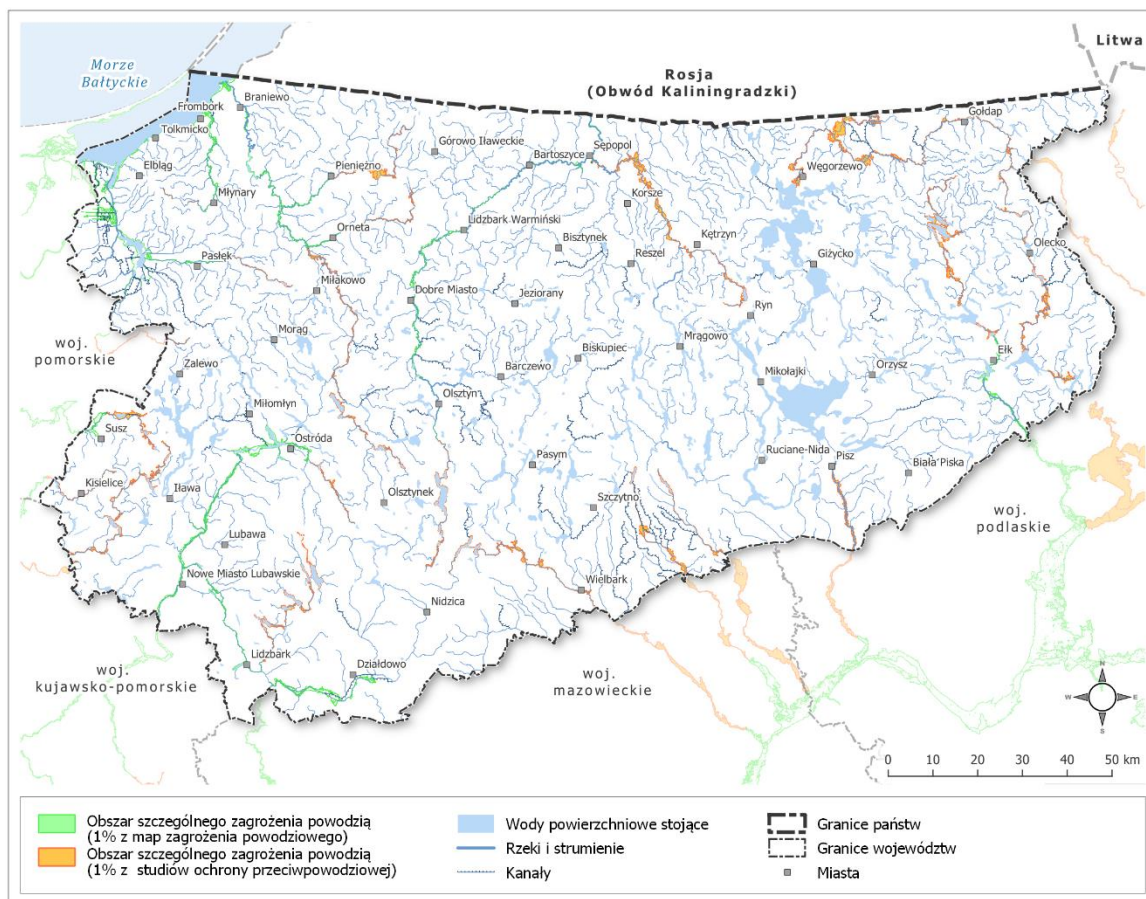 Morze
Bałtyckie
Litwa
Rosja
(Obwód Kaliningradzki)
Frombork
Braniewo
Tolkmicko
Gołdap
Górowo Iławeckie
Sępopol
Bartoszyce
Elbląg
Pieniężno
Węgorzewo
Młynary
Korsze
Lidzbark Warmiński
Orneta
Bisztynek
Kętrzyn
Olecko
Pasłęk
Reszel
Giżycko
Miłakowo
Dobre Miasto
Jeziorany
Ryn
woj.
pomorskie
Morąg
Mrągowo
Biskupiec
Ełk
Zalewo
Barczewo
Orzysz
Mikołajki
Olsztyn
Miłomłyn
Susz
Ostróda
Pasym
Ruciane-Nida
Pisz
Biała Piska
Kisielice
Iława
Olsztynek
Szczytno
woj.
podlaskie
Lubawa
Nowe Miasto Lubawskie
Wielbark
Nidzica
Lidzbark
Działdowo
woj.
kujawsko-pomorskie
woj.
mazowieckie
N
W
E
S
0 10 20 30 40 50 km
Obszar szczególnego zagrożenia powodzią
(1% z map zagrożenia powodziowego)
Obszar szczególnego zagrożenia powodzią
(1% z studiów ochrony przeciwpowodziowej)
Wody powierzchniowe stojące
Rzeki i strumienie
Kanały
Granice państw
Granice województw
Miasta